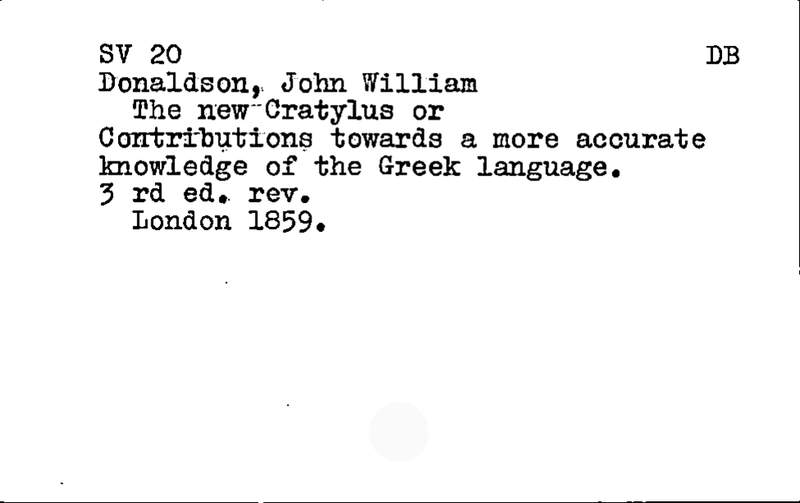 SV 20 DB
Donaldson, John William
The new Cratylus or
Contributions towards a more accurate
knowledge of the Greek language.
3 rd ed. rev.
London 1859.